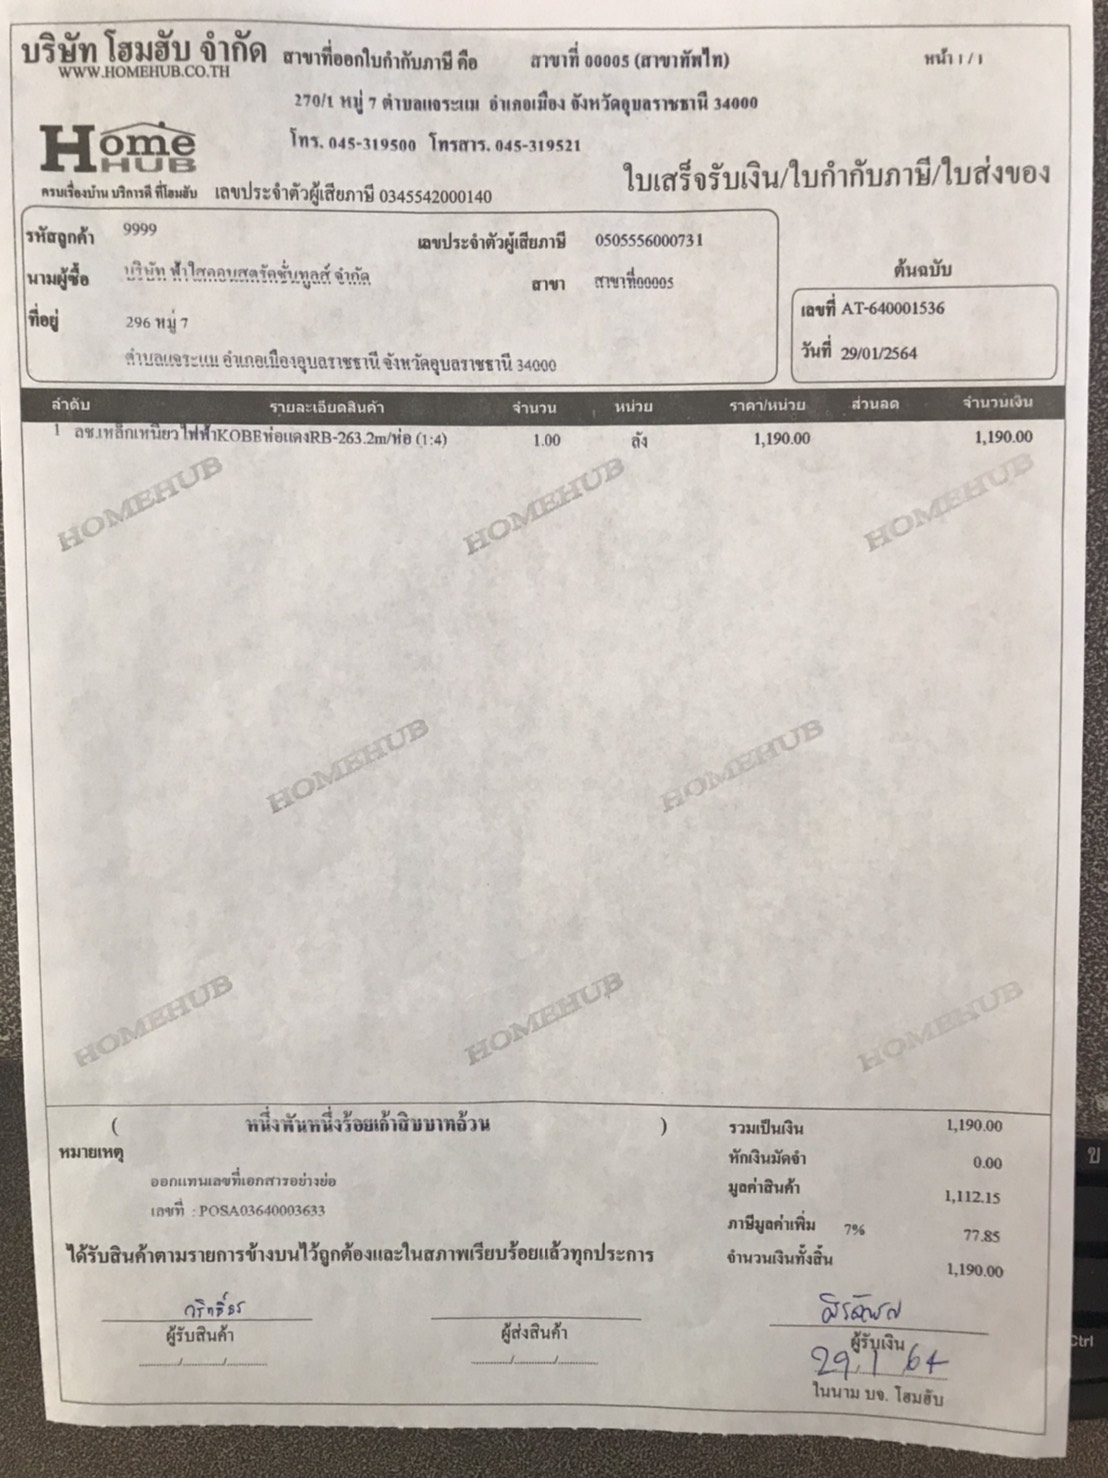 บริษัท โฮมฮับ จำกัด สาขาที่ออกใบกำกับภาษี คือ สาขาที่ 00005 (สาขาทัพไท) หน้า 1 / 1
WWW.HOMEHUB.CO.TH
270/1 หมู่ 7 ตำบลแจระแม อำเภอเมือง จังหวัดอุบลราชธานี 34000
Home HUB
โทร. 045-319500 โทรสาร. 045-319521
ใบเสร็จรับเงิน/ใบกำกับภาษี/ใบส่งของ
ครบเรื่องบ้าน บริการดี ที่โฮมฮับ เลขประจำตัวผู้เสียภาษี 0345542000140
รหัสลูกค้า 9999 เลขประจำตัวผู้เสียภาษี 0505556000731
นามผู้ซื้อ บริษัท ฟ้าใสคอนสตรัคชั่นทูลส์ จำกัด สาขา สาขาที่00005
ต้นฉบับ
ที่อยู่ 296 หมู่ 7
เลขที่ AT-640001536
ตำบลแจระแม อำเภอเมืองอุบลราชธานี จังหวัดอุบลราชธานี 34000
วันที่ 29/01/2564
ลำดับ รายละเอียดสินค้า จำนวน หน่วย ราคา/หน่วย ส่วนลด จำนวนเงิน
1 ลช.เหล็กเหนียวไฟฟ้าKOBEห่อแดงRB-263.2m/ห่อ (1:4) 1.00 ลัง 1,190.00 1,190.00
HOMEHUB HOMEHUB HOMEHUB
HOMEHUB HOMEHUB
HOMEHUB HOMEHUB HOMEHUB
( หนึ่งพันหนึ่งร้อยเก้าสิบบาทถ้วน ) รวมเป็นเงิน 1,190.00
หมายเหตุ หักเงินมัดจำ 0.00
ออกแทนเลขที่เอกสารอย่างย่อ มูลค่าสินค้า 1,112.15
เลขที่ : POSA03640003633 ภาษีมูลค่าเพิ่ม 7% 77.85
ได้รับสินค้าตามรายการข้างบนไว้ถูกต้องและในสภาพเรียบร้อยแล้วทุกประการ จำนวนเงินทั้งสิ้น 1,190.00
ผู้รับสินค้า ผู้ส่งสินค้า ผู้รับเงิน
29 / 1 / 64
ในนาม บจ. โฮมฮับ
ข
Ctrl